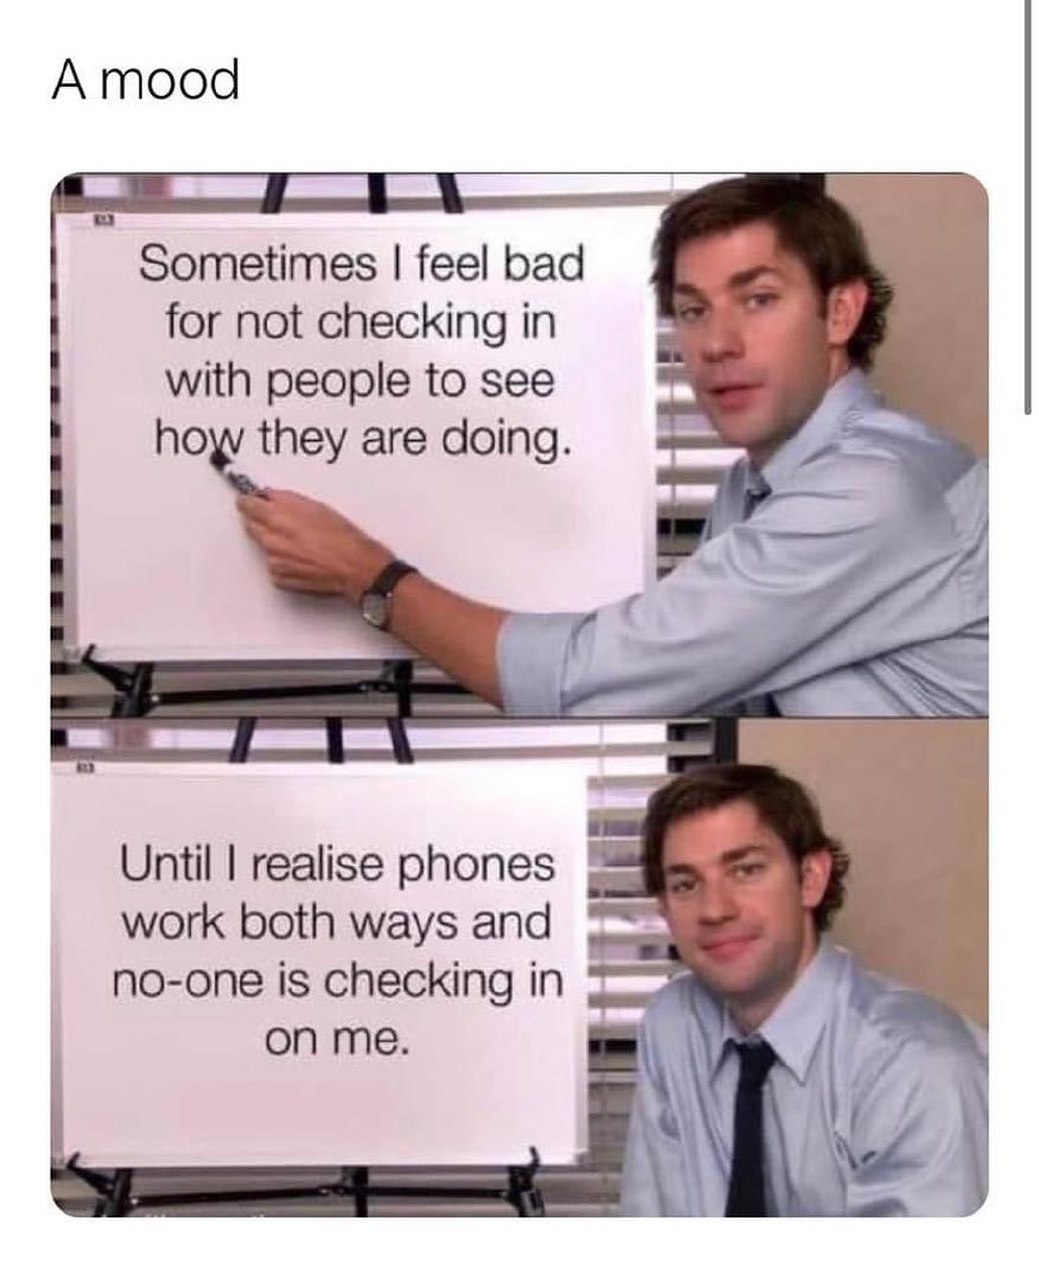 A mood
Sometimes I feel bad
for not checking in
with people to see
how they are doing.
Until I realise phones
work both ways and
no-one is checking in
on me.